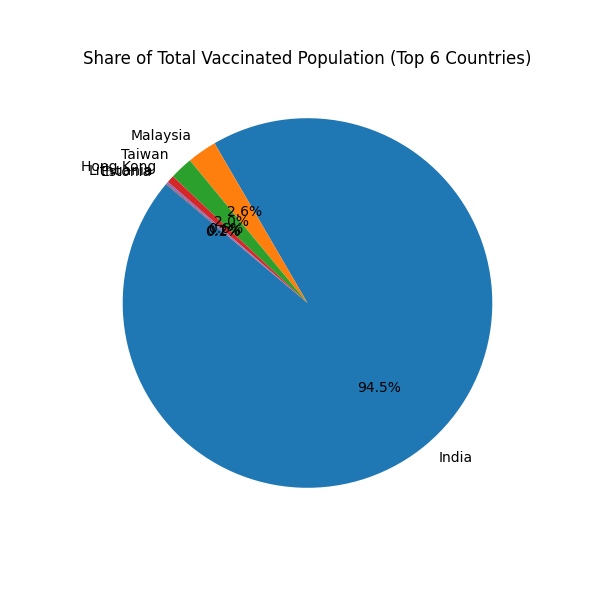 Share of Total Vaccinated Population (Top 6 Countries)
Malaysia
Taiwan
Hong Kong
Estonia
2.6%
2.0%
94.5%
India